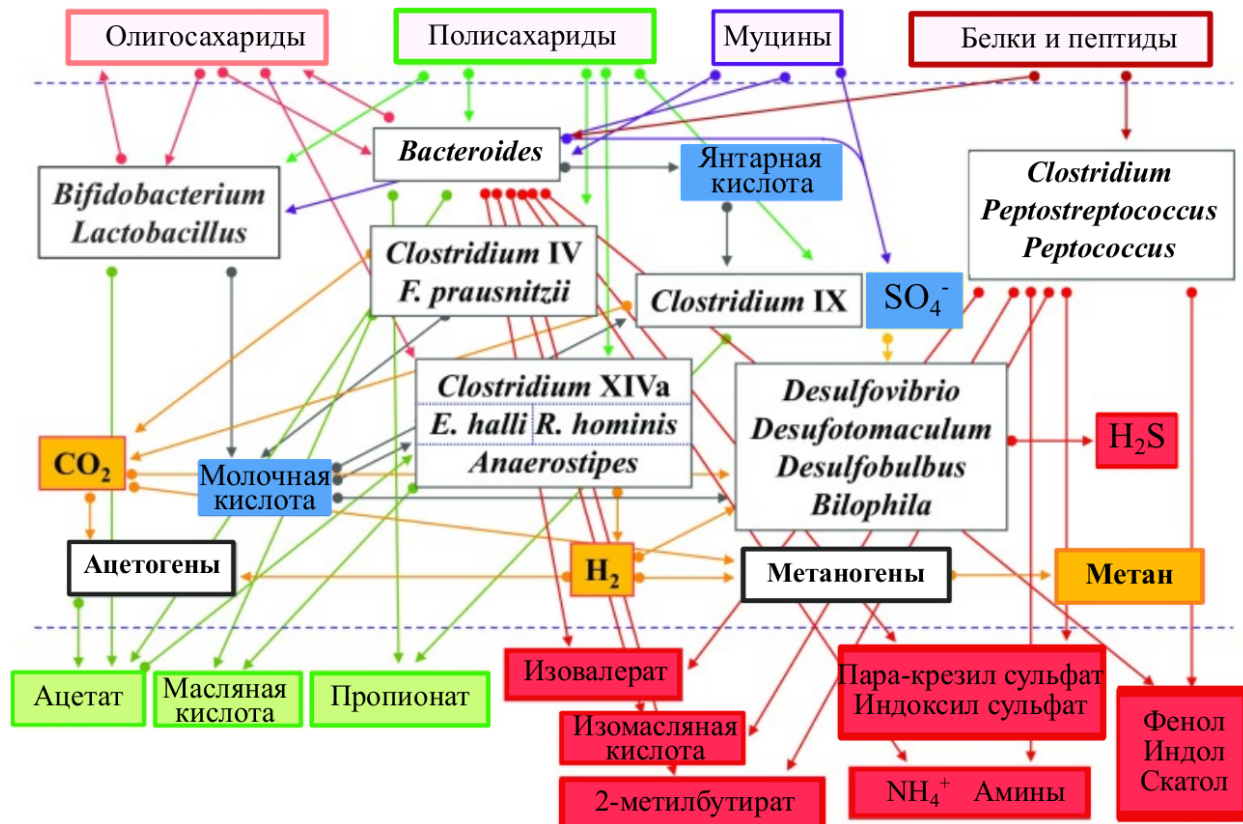 Олигосахариды
Полисахариды
Муцины
Белки и пептиды
Bacteroides
Янтарная
кислота
Bifidobacterium
Lactobacillus
Clostridium
Peptostreptococcus
Peptococcus
Clostridium IV
F. prausnitzii
Clostridium IX
SO₄⁻
Clostridium XIVa
E. halli R. hominis
Anaerostipes
Desulfovibrio
Desufotomaculum
Desulfobulbus
Bilophila
H₂S
CO₂
Молочная
кислота
Ацетогены
H₂
Метаногены
Метан
Ацетат
Масляная
кислота
Пропионат
Изовалерат
Изомасляная
кислота
2-метилбутират
Пара-крезил сульфат
Индоксил сульфат
NH₄⁺ Амины
Фенол
Индол
Скатол